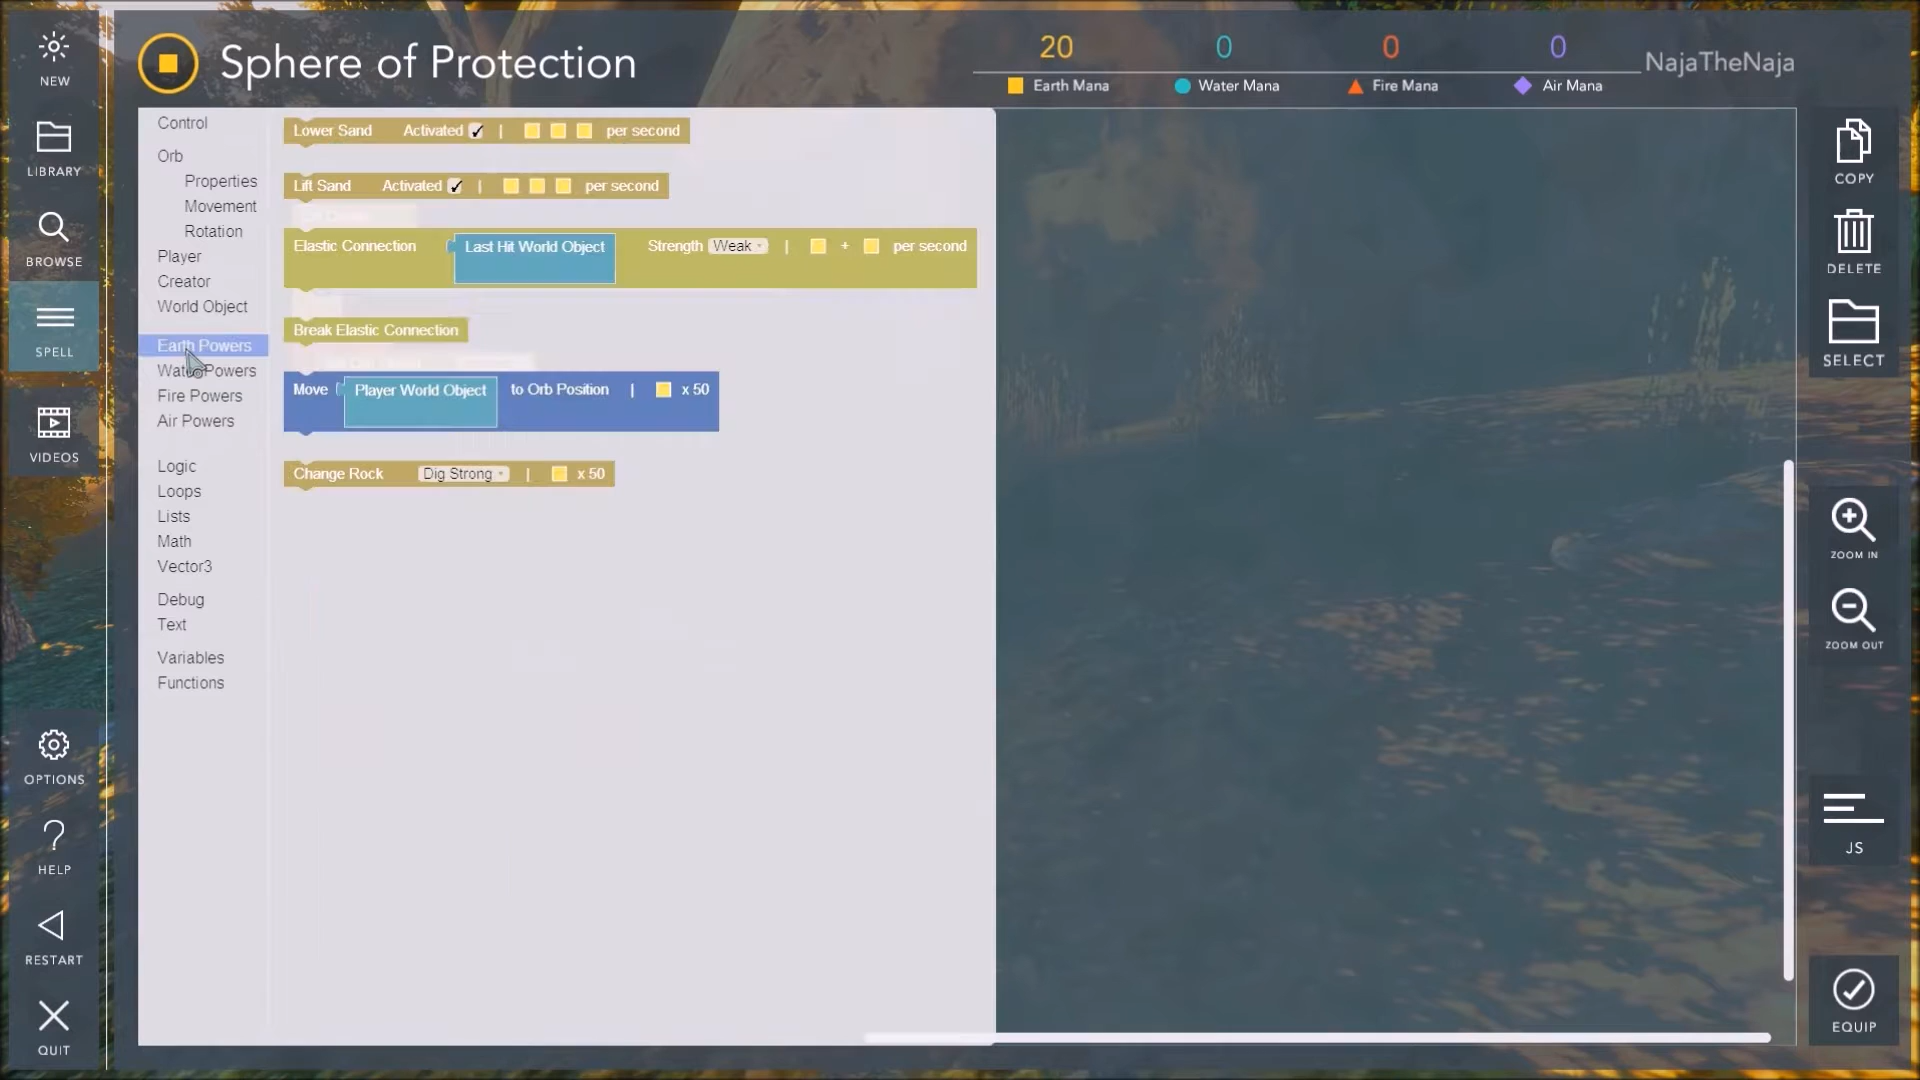 NEW
LIBRARY
BROWSE
SPELL
VIDEOS
OPTIONS
HELP
RESTART
QUIT
Sphere of Protection
20
Earth Mana
0
Water Mana
0
Fire Mana
0
Air Mana
NajaTheNaja
Control
Orb
Properties
Movement
Rotation
Player
Creator
World Object
Earth Powers
Water Powers
Fire Powers
Air Powers
Logic
Loops
Lists
Math
Vector3
Debug
Text
Variables
Functions
Lower Sand Activated ✓ | per second
Lift Sand Activated ✓ | per second
Elastic Connection Last Hit World Object Strength Weak | + per second
Break Elastic Connection
Move Player World Object to Orb Position | x 50
Change Rock Dig Strong | x 50
COPY
DELETE
SELECT
ZOOM IN
ZOOM OUT
JS
EQUIP